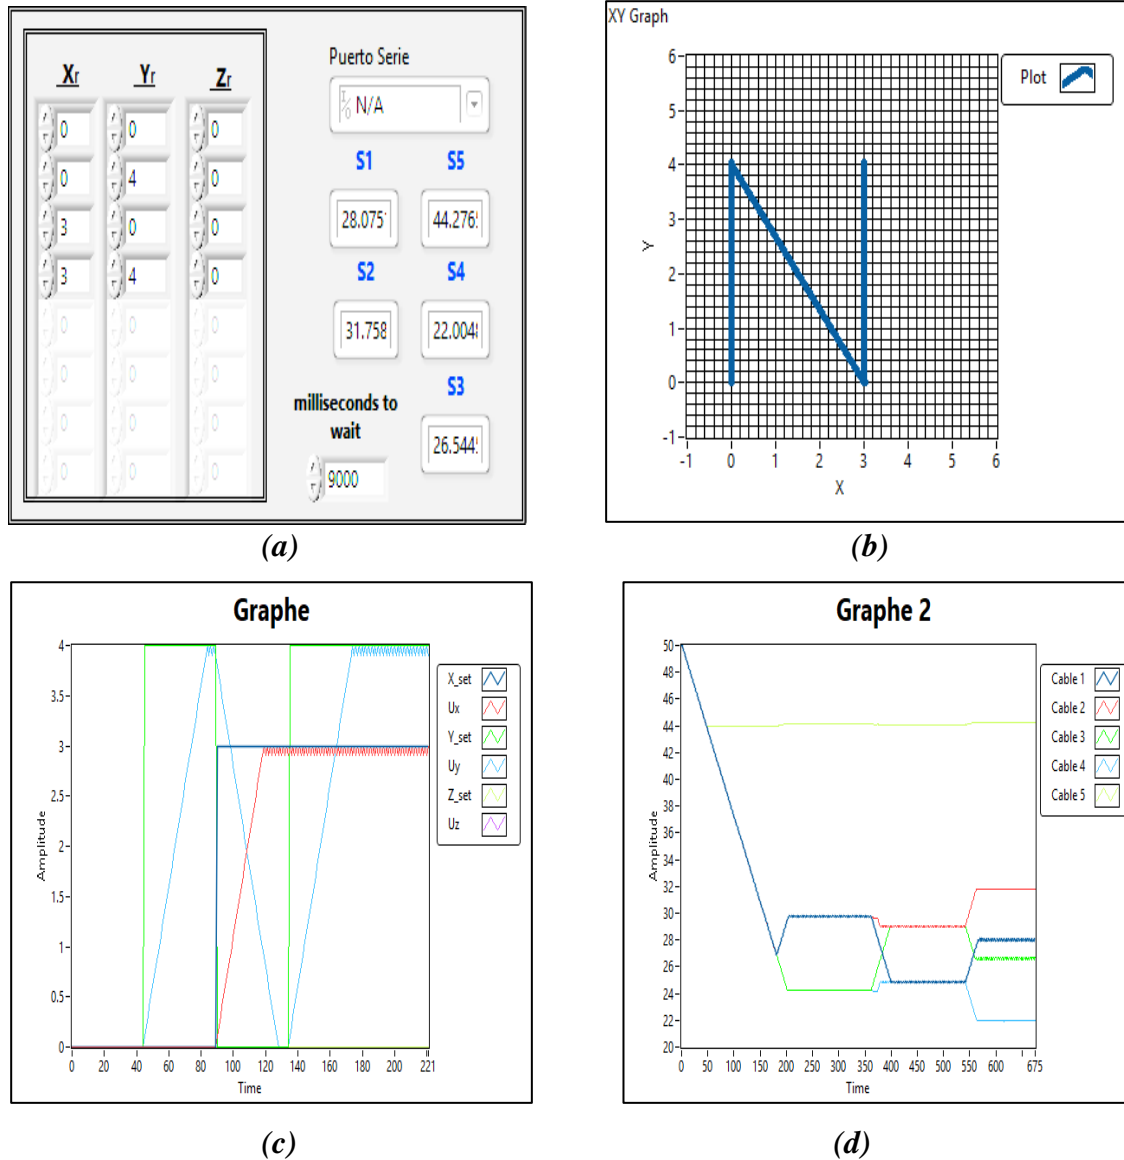 Xr Yr Zr
0 0 0
0 4 0
3 0 0
3 4 0
0 0 0
0 0 0
0 0 0
0 0 0
Puerto Serie
N/A
S1 S5
28.075 44.276
S2 S4
31.758 22.004
S3
26.544
milliseconds to
wait
9000
(a)
XY Graph
Plot
6
5
4
3
2
1
0
-1
Y
-1 0 1 2 3 4 5 6
X
(b)
Graphe
4
3.5
3
2.5
2
1.5
1
0.5
0
Amplitude
0 20 40 60 80 100 120 140 160 180 200 221
Time
X_set
Ux
Y_set
Uy
Z_set
Uz
(c)
Graphe 2
50
48
46
44
42
40
38
36
34
32
30
28
26
24
22
20
Amplitude
0 50 100 150 200 250 300 350 400 450 500 550 600 675
Time
Cable 1
Cable 2
Cable 3
Cable 4
Cable 5
(d)